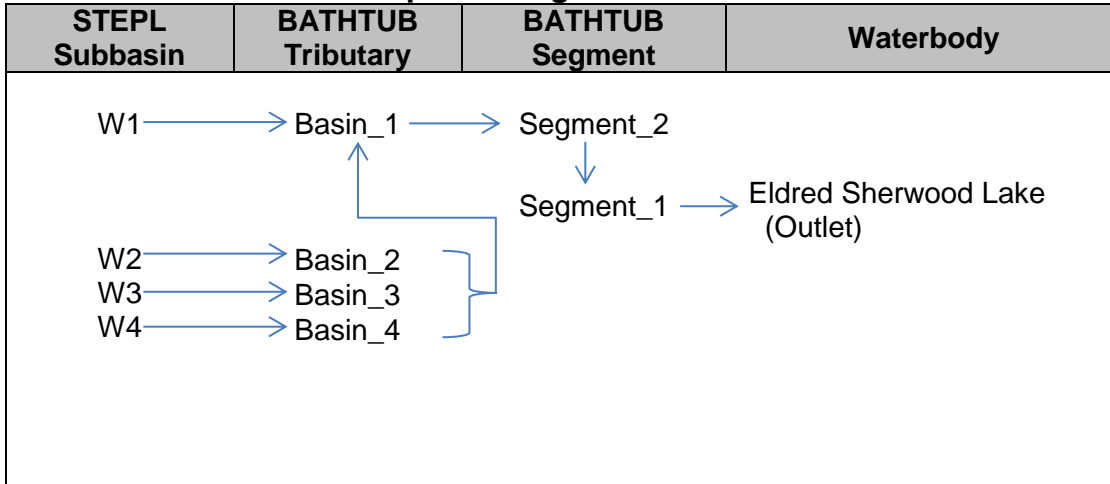 STEPL Subbasin
BATHTUB Tributary
BATHTUB Segment
Waterbody
W1
Basin_1
Segment_2
Segment_1
Eldred Sherwood Lake
(Outlet)
W2
Basin_2
W3
Basin_3
W4
Basin_4